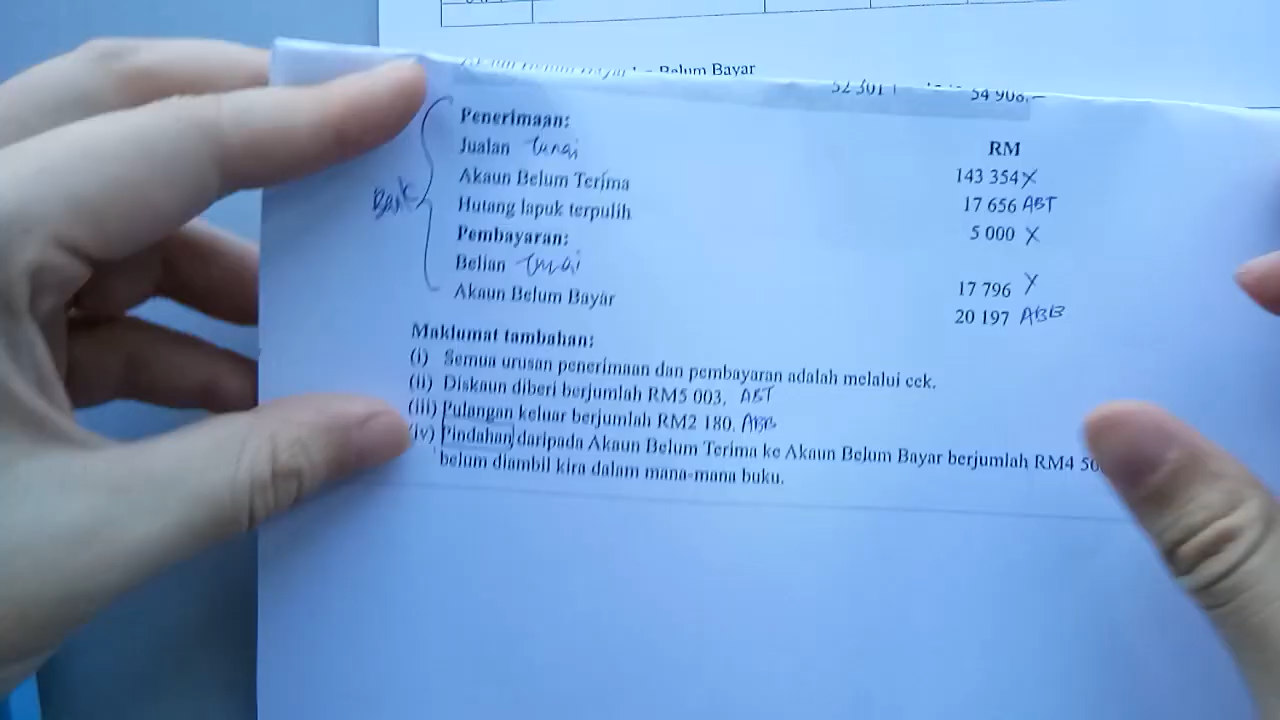 Belum Bayar
Penerimaan: RM
Jualan tunai 143 354 X
Akaun Belum Terima 17 656 ABT
Hutang lapuk terpulih 5 000 X
Pembayaran:
Belian tunai 17 796 X
Akaun Belum Bayar 20 197 ABB
Bank
Maklumat tambahan:
(i) Semua urusan penerimaan dan pembayaran adalah melalui cek.
(ii) Diskaun diberi berjumlah RM5 003. ABT
(iii) Pulangan keluar berjumlah RM2 180. ABB
(iv) Pindahan daripada Akaun Belum Terima ke Akaun Belum Bayar berjumlah RM4 50
belum diambil kira dalam mana-mana buku.